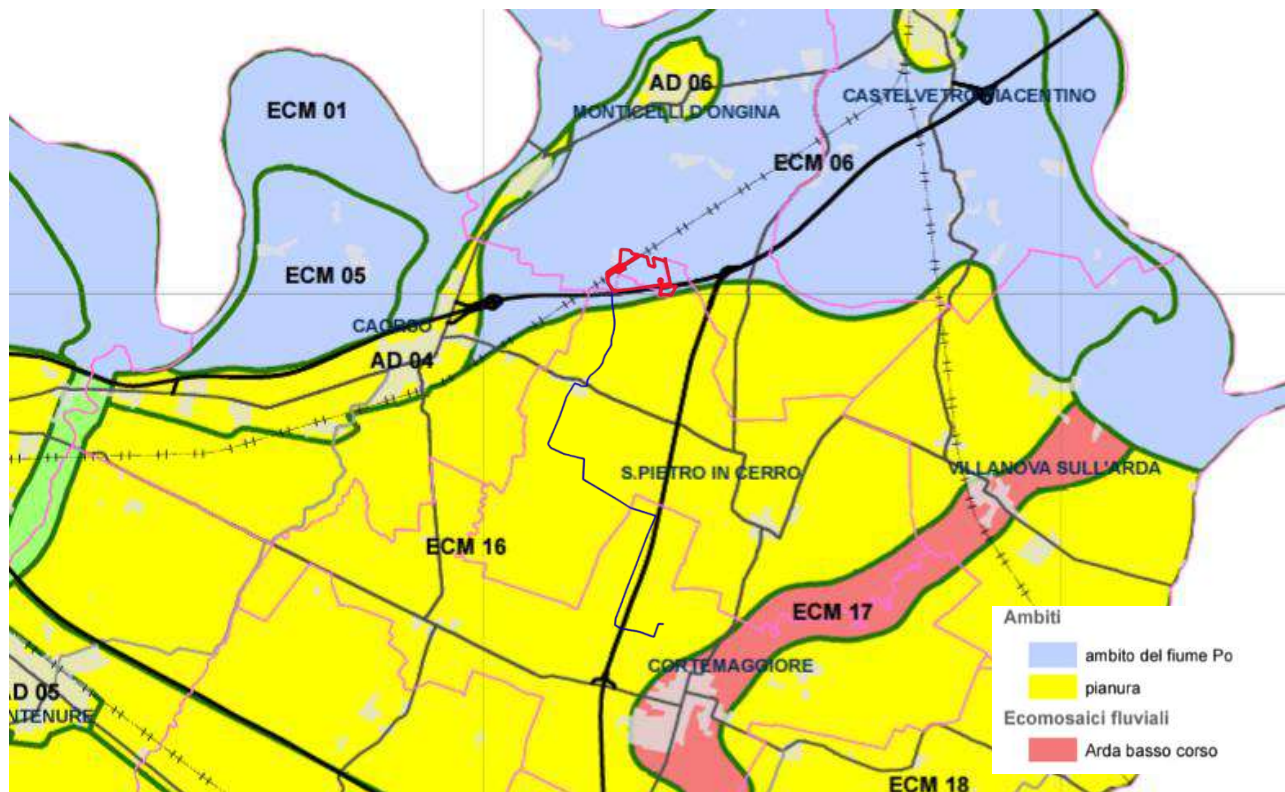 AD 06
ECM 01
CASTELVETRO PIACENTINO
MONTICELLI D'ONGINA
ECM 06
ECM 05
CAORSO
AD 04
VILLANOVA SULL'ARDA
S.PIETRO IN CERRO
ECM 16
ECM 17
Ambiti
ambito del fiume Po
pianura
Ecomosaici fluviali
Arda basso corso
CORTEMAGGIORE
AD 05
NTENURE
ECM 18